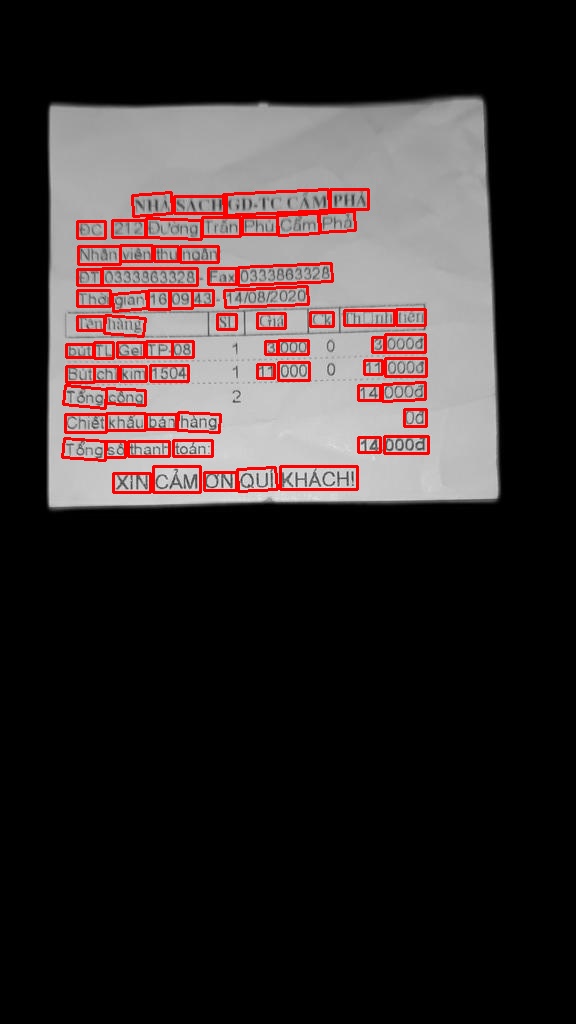 NHÀ SÁCH GD-TC CẨM PHẢ
ĐC 212 Đường Trần Phú Cẩm Phả
Nhân viên thu ngân
ĐT 0333863328 - Fax 0333863328
Thời gian 16 09 43 - 14/08/2020
Tên hàng SL Giá Ck Thành tiền
bút TL Gel TP-08 1 3 000 0 3 000đ
Bút chì kim 1504 1 11 000 0 11 000đ
Tổng cộng 2 14 000đ
Chiết khấu bán hàng 0đ
Tổng số thanh toán: 14 000đ
XIN CẢM ƠN QUÍ KHÁCH!